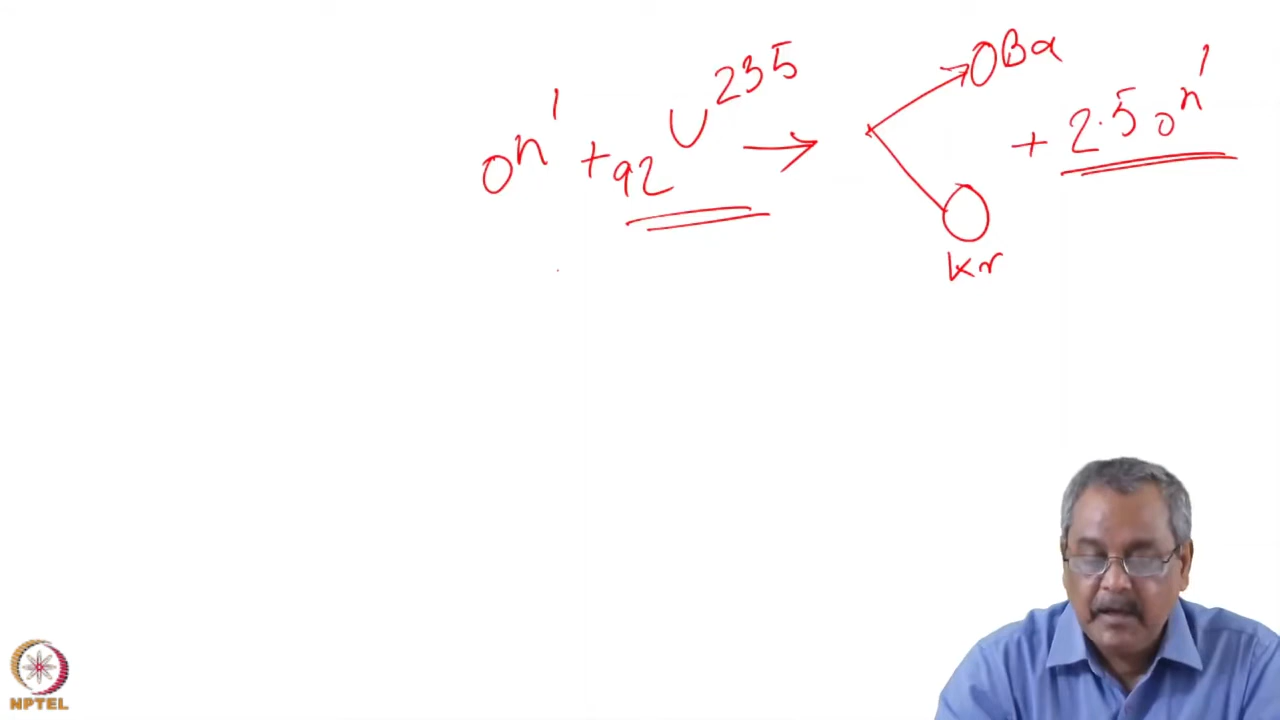 ₀n¹ + ₉₂U²³⁵ → Ba + 2.5 ₀n¹
Kr
NPTEL